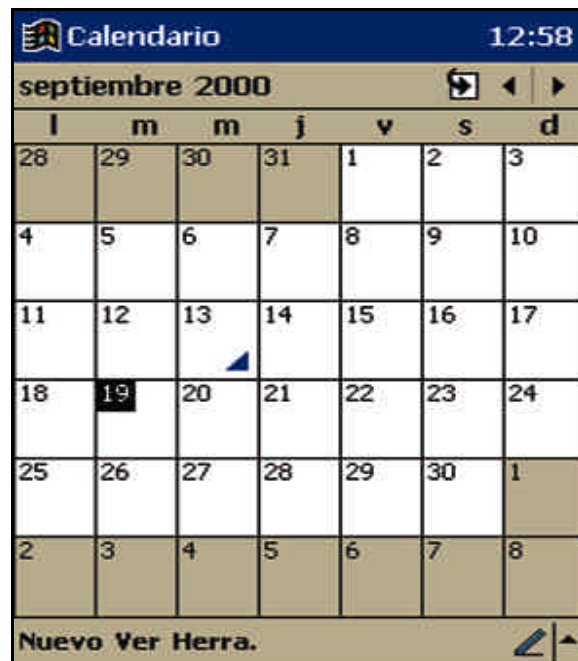 Calendario 12:58
septiembre 2000
l m m j v s d
28 29 30 31 1 2 3
4 5 6 7 8 9 10
11 12 13 14 15 16 17
18 19 20 21 22 23 24
25 26 27 28 29 30 1
2 3 4 5 6 7 8
Nuevo Ver Herra.